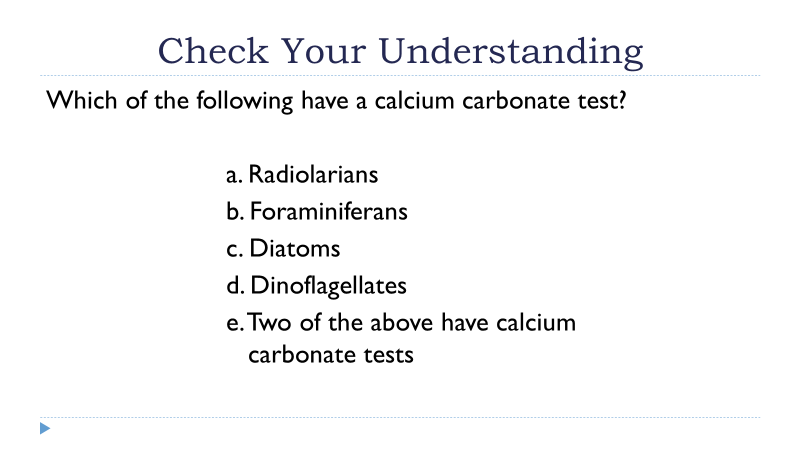 Check Your Understanding
Which of the following have a calcium carbonate test?
a. Radiolarians
b. Foraminiferans
c. Diatoms
d. Dinoflagellates
e. Two of the above have calcium
carbonate tests